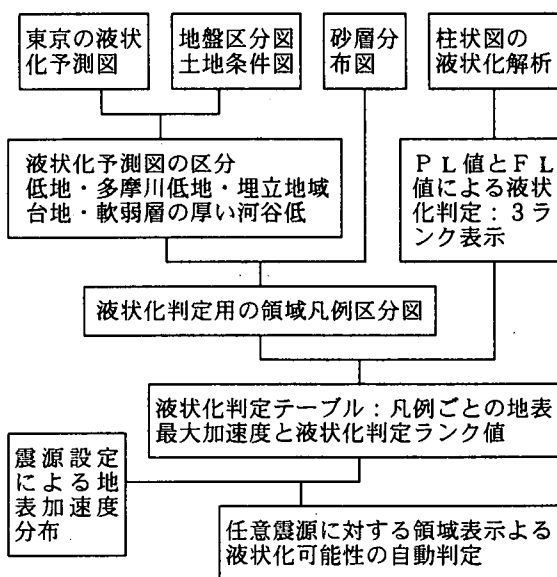 東京の液状
化予測図
地盤区分図
土地条件図
砂層分
布図
柱状図の
液状化解析
液状化予測図の区分
低地・多摩川低地・埋立地域
台地・軟弱層の厚い河谷低
ＰＬ値とＦＬ
値による液状
化判定：３ラ
ンク表示
液状化判定用の領域凡例区分図
液状化判定テーブル：凡例ごとの地表
最大加速度と液状化判定ランク値
震源設定
による地
表加速度
分布
任意震源に対する領域表示よる
液状化可能性の自動判定